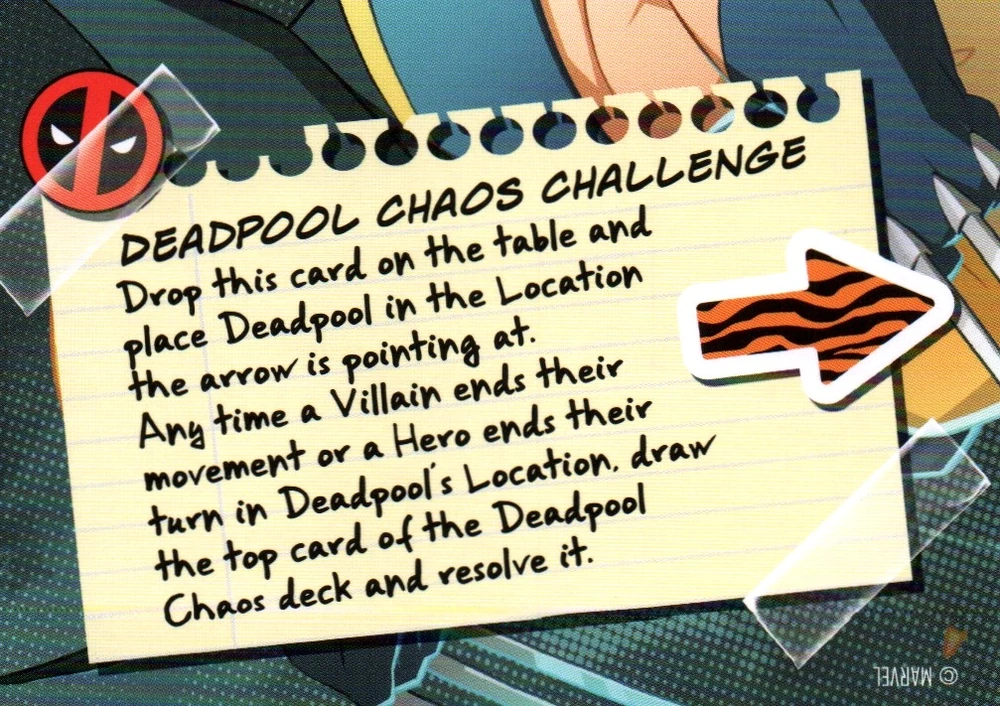 DEADPOOL CHAOS CHALLENGE
Drop this card on the table and
place Deadpool in the Location
the arrow is pointing at.
Any time a Villain ends their
movement or a Hero ends their
turn in Deadpool's Location, draw
the top card of the Deadpool
Chaos deck and resolve it.
© MARVEL